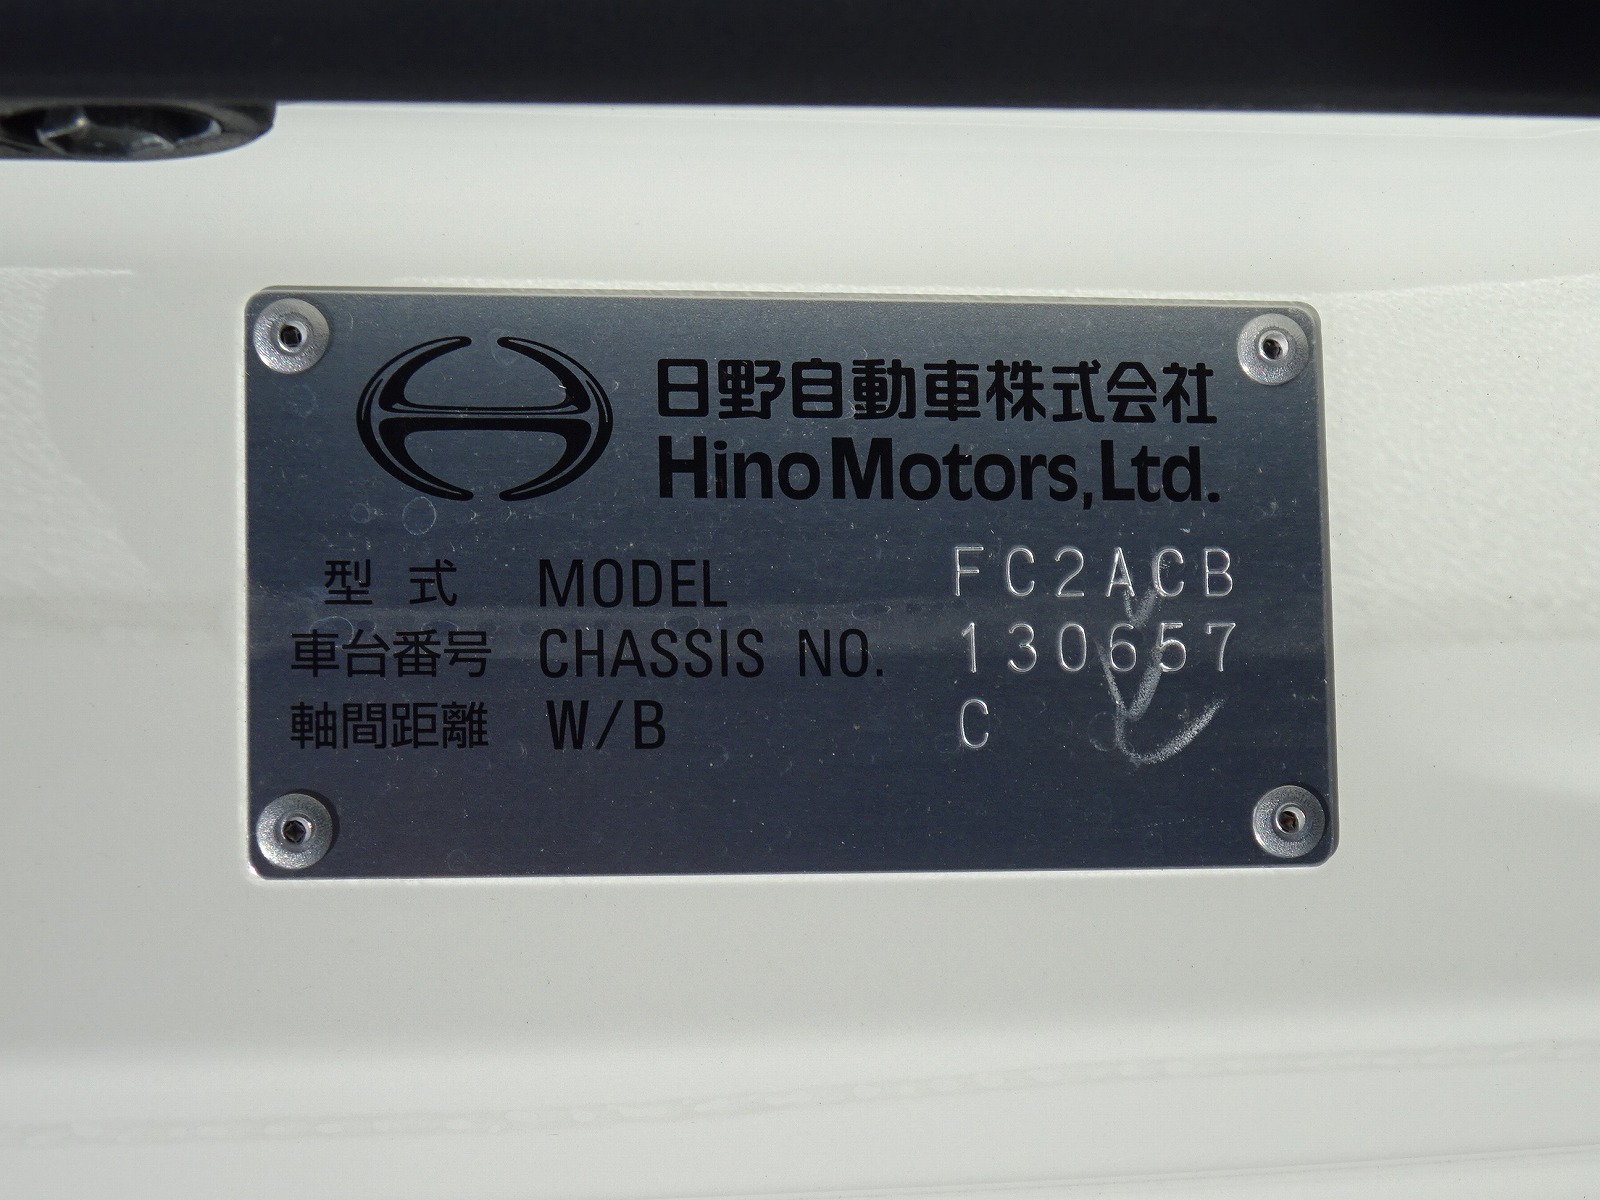 日野自動車株式会社
Hino Motors,Ltd.
型式 MODEL FC2ACB
車台番号 CHASSIS NO. 130657
軸間距離 W/B C